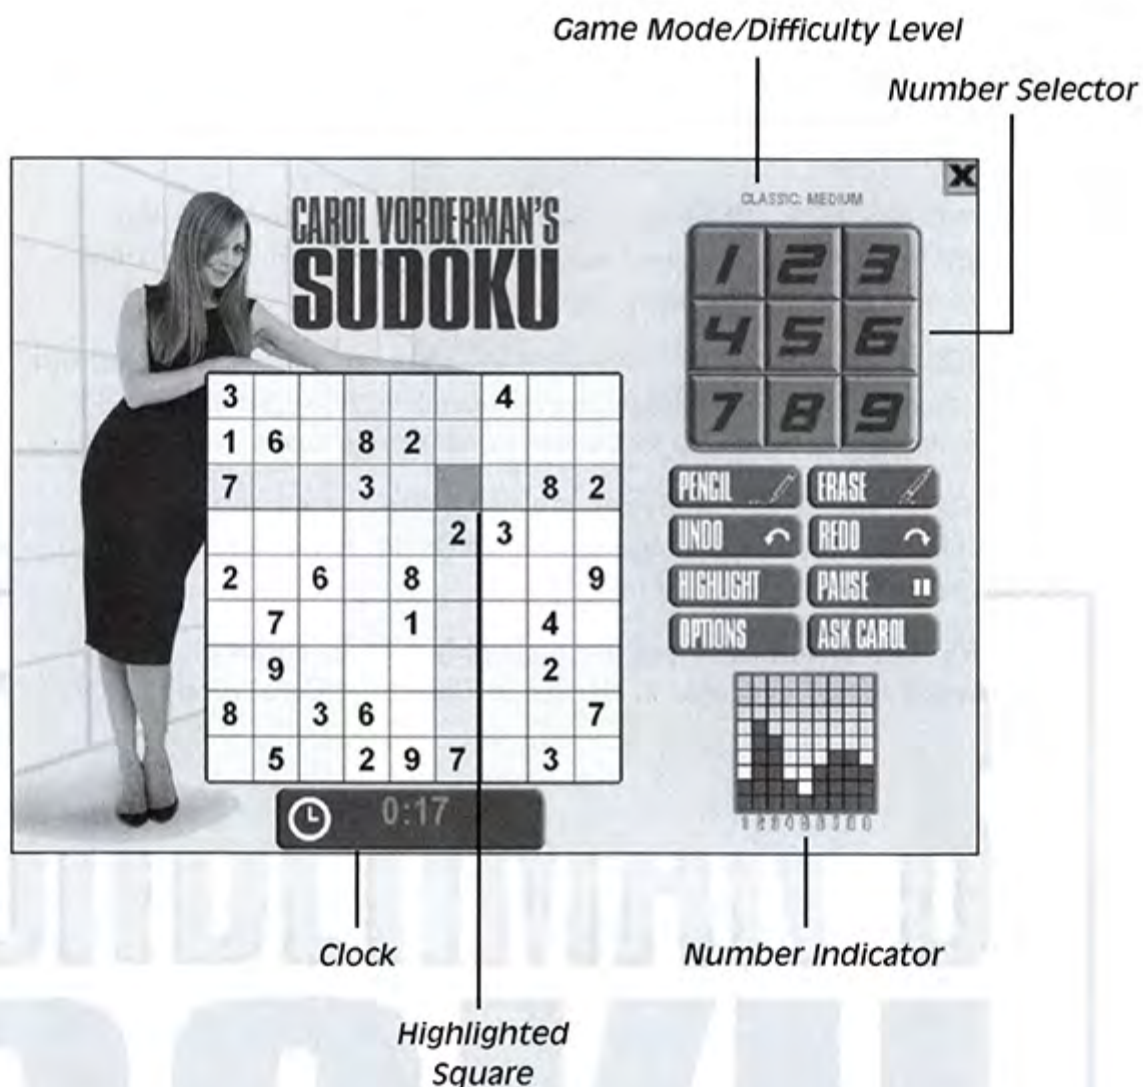 Game Mode/Difficulty Level
Number Selector
X
CLASSIC: MEDIUM
CAROL VORDERMAN'S
SUDOKU
1 2 3
4 5 6
7 8 9
3 4
1 6 8 2
7 3 8 2
2 3
2 6 8 9
7 1 4
9 2
8 3 6 7
5 2 9 7 3
PENCIL ERASE
UNDO REDO
HIGHLIGHT PAUSE
OPTIONS ASK CAROL
0:17
Clock
Number Indicator
Highlighted
Square